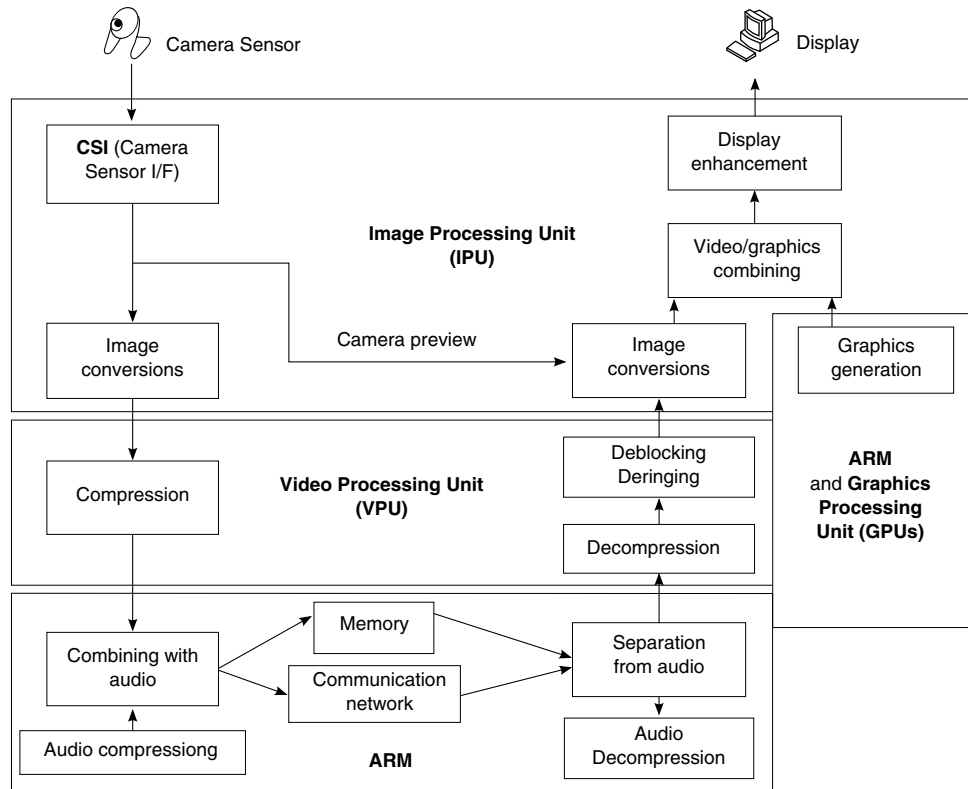 Camera Sensor
Display
CSI (Camera
Sensor I/F)
Display
enhancement
Image Processing Unit
(IPU)
Video/graphics
combining
Image
conversions
Camera preview
Image
conversions
Graphics
generation
Compression
Video Processing Unit
(VPU)
Deblocking
Deringing
Decompression
ARM
and Graphics
Processing
Unit (GPUs)
Combining with
audio
Memory
Communication
network
Separation
from audio
Audio compressiong
ARM
Audio
Decompression